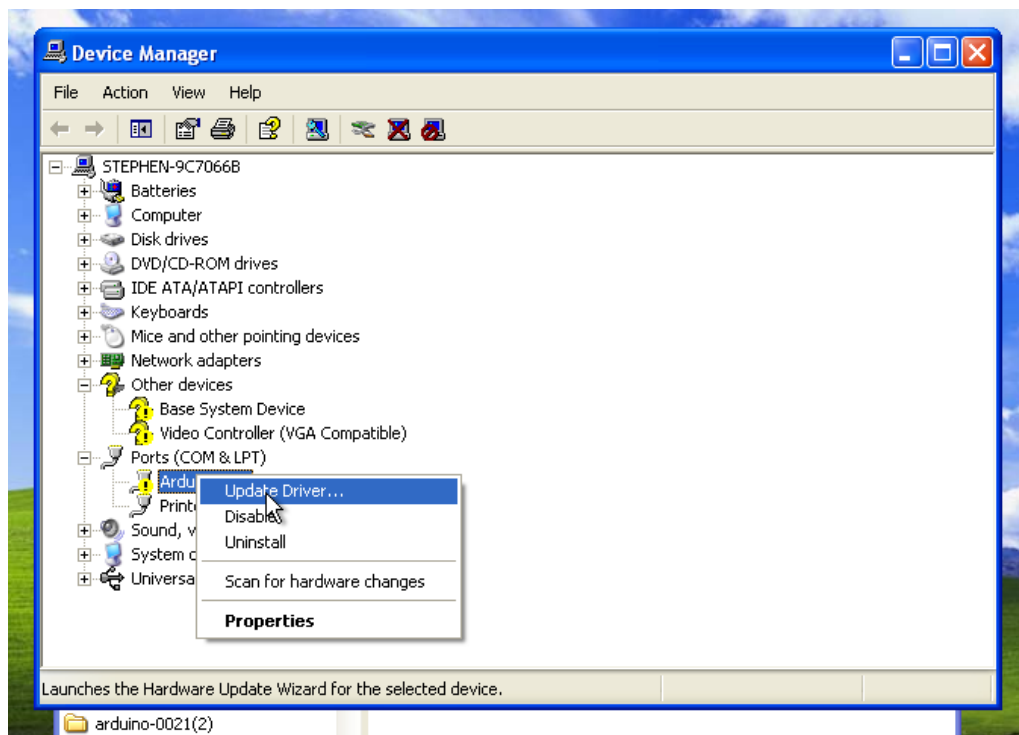 Device Manager
File Action View Help
STEPHEN-9C7066B
Batteries
Computer
Disk drives
DVD/CD-ROM drives
IDE ATA/ATAPI controllers
Keyboards
Mice and other pointing devices
Network adapters
Other devices
Base System Device
Video Controller (VGA Compatible)
Ports (COM & LPT)
Update Driver...
Disable
Sound,
Uninstall
System
Scan for hardware changes
Properties
Launches the Hardware Update Wizard for the selected device.
arduino-0021(2)